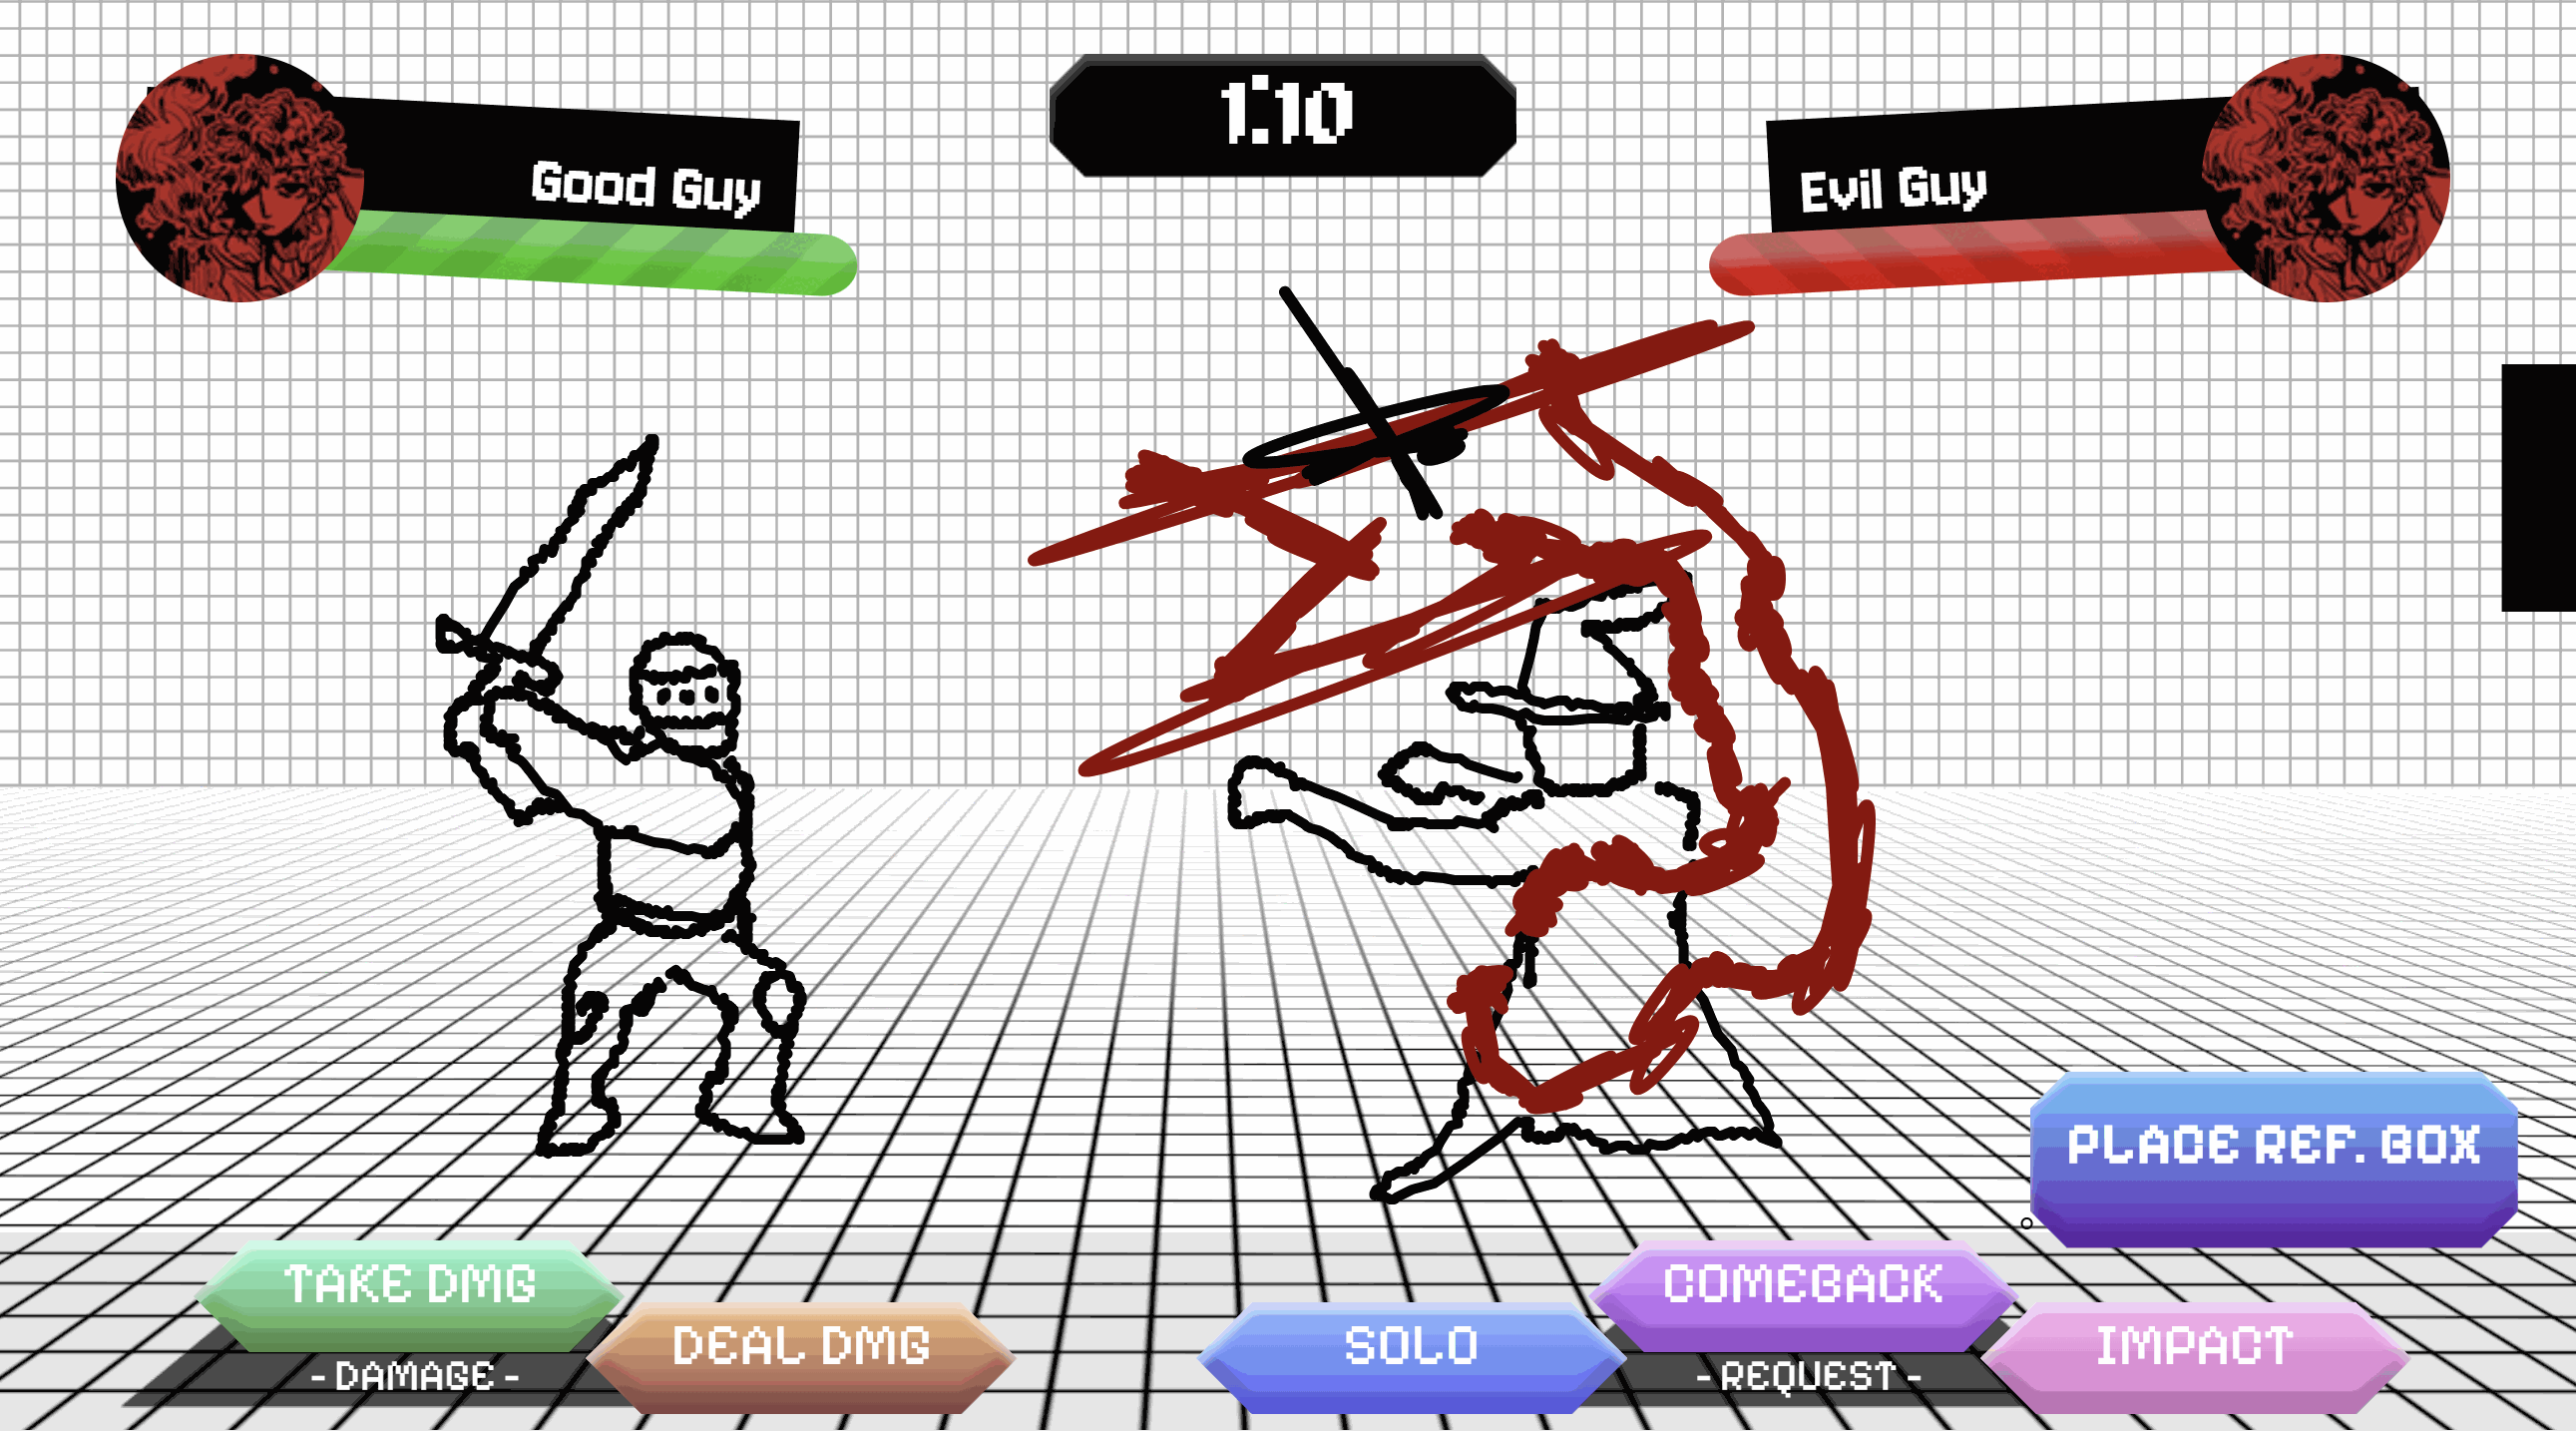 1:10
Good Guy
Evil Guy
PLACE REF. BOX
TAKE DMG
DEAL DMG
- DAMAGE -
SOLO
COMEBACK
IMPACT
- REQUEST -